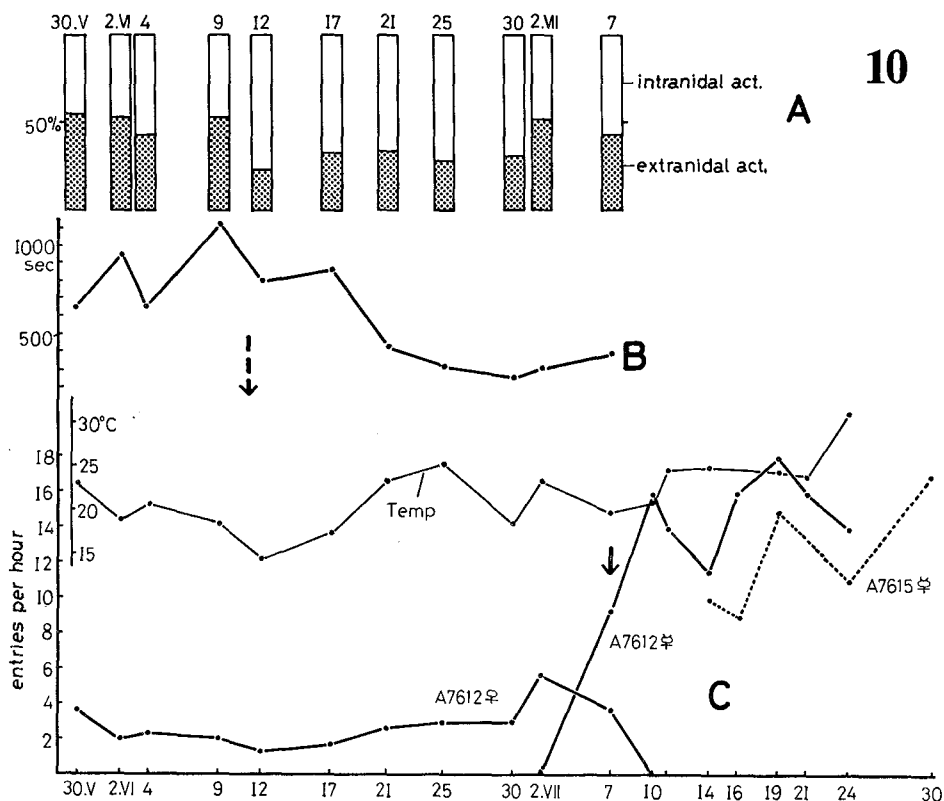 30.V 2.VI 4 9 12 17 21 25 30 2.VII 7
10
intranidal act.
A
50%
extranidal act.
1000
sec
500
B
30°C
25
20
15
Temp
18
16
14
12
10
8
6
4
2
entries per hour
A7615
A7612
A7612♀
C
30.V 2.VI 4 9 12 17 21 25 30 2.VII 7 10 14 16 19 21 24 30